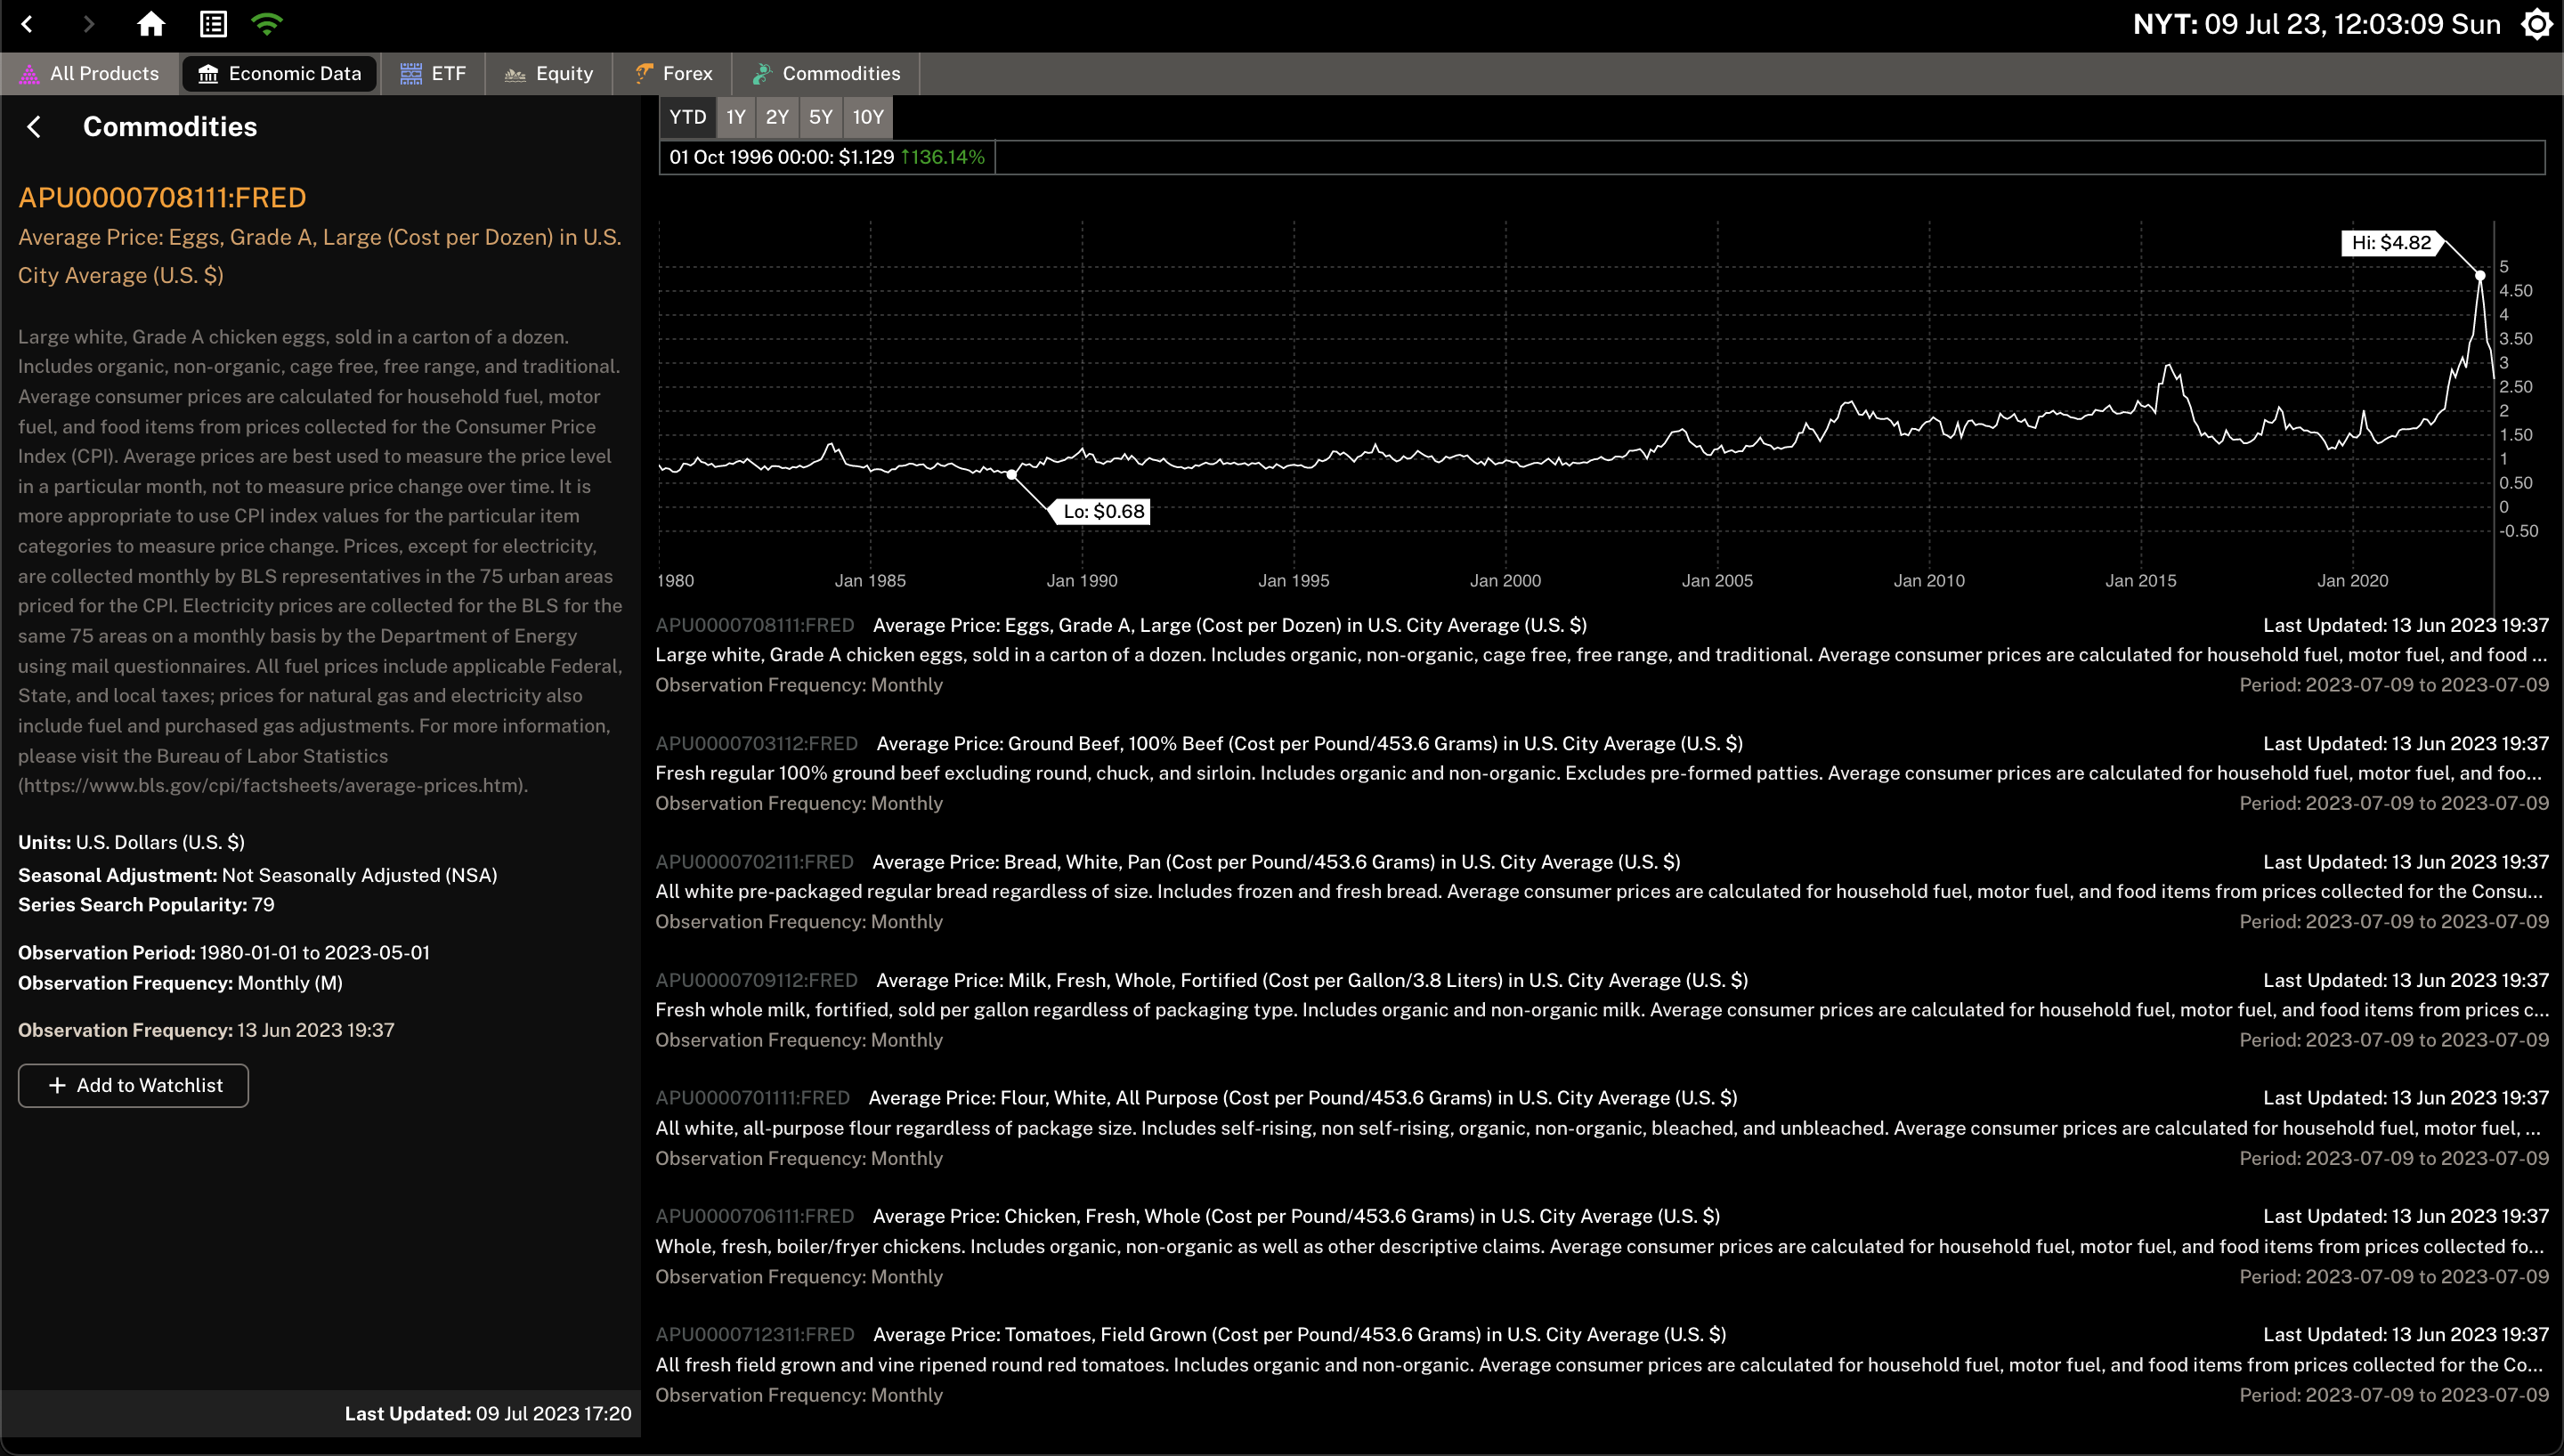 NYT: 09 Jul 23, 12:03:09 Sun
All Products
Economic Data
ETF
Equity
Forex
Commodities
Commodities
APU0000708111:FRED
Average Price: Eggs, Grade A, Large (Cost per Dozen) in U.S.
City Average (U.S. $)
Large white, Grade A chicken eggs, sold in a carton of a dozen.
Includes organic, non-organic, cage free, free range, and traditional.
Average consumer prices are calculated for household fuel, motor
fuel, and food items from prices collected for the Consumer Price
Index (CPI). Average prices are best used to measure the price level
in a particular month, not to measure price change over time. It is
more appropriate to use CPI index values for the particular item
categories to measure price change. Prices, except for electricity,
are collected monthly by BLS representatives in the 75 urban areas
priced for the CPI. Electricity prices are collected for the BLS for the
same 75 areas on a monthly basis by the Department of Energy
using mail questionnaires. All fuel prices include applicable Federal,
State, and local taxes; prices for natural gas and electricity also
include fuel and purchased gas adjustments. For more information,
please visit the Bureau of Labor Statistics
(https://www.bls.gov/cpi/factsheets/average-prices.htm).
Units: U.S. Dollars (U.S. $)
Seasonal Adjustment: Not Seasonally Adjusted (NSA)
Series Search Popularity: 79
Observation Period: 1980-01-01 to 2023-05-01
Observation Frequency: Monthly (M)
Observation Frequency: 13 Jun 2023 19:37
+ Add to Watchlist
Last Updated: 09 Jul 2023 17:20
YTD 1Y 2Y 5Y 10Y
01 Oct 1996 00:00: $1.129 ↑136.14%
Hi: $4.82
Lo: $0.68
5
4.50
4
3.50
3
2.50
2
1.50
1
0.50
0
-0.50
1980 Jan 1985 Jan 1990 Jan 1995 Jan 2000 Jan 2005 Jan 2010 Jan 2015 Jan 2020
APU0000708111:FRED Average Price: Eggs, Grade A, Large (Cost per Dozen) in U.S. City Average (U.S. $) Last Updated: 13 Jun 2023 19:37
Large white, Grade A chicken eggs, sold in a carton of a dozen. Includes organic, non-organic, cage free, free range, and traditional. Average consumer prices are calculated for household fuel, motor fuel, and food ...
Observation Frequency: Monthly Period: 2023-07-09 to 2023-07-09
APU0000703112:FRED Average Price: Ground Beef, 100% Beef (Cost per Pound/453.6 Grams) in U.S. City Average (U.S. $) Last Updated: 13 Jun 2023 19:37
Fresh regular 100% ground beef excluding round, chuck, and sirloin. Includes organic and non-organic. Excludes pre-formed patties. Average consumer prices are calculated for household fuel, motor fuel, and foo...
Observation Frequency: Monthly Period: 2023-07-09 to 2023-07-09
APU0000702111:FRED Average Price: Bread, White, Pan (Cost per Pound/453.6 Grams) in U.S. City Average (U.S. $) Last Updated: 13 Jun 2023 19:37
All white pre-packaged regular bread regardless of size. Includes frozen and fresh bread. Average consumer prices are calculated for household fuel, motor fuel, and food items from prices collected for the Consu...
Observation Frequency: Monthly Period: 2023-07-09 to 2023-07-09
APU0000709112:FRED Average Price: Milk, Fresh, Whole, Fortified (Cost per Gallon/3.8 Liters) in U.S. City Average (U.S. $) Last Updated: 13 Jun 2023 19:37
Fresh whole milk, fortified, sold per gallon regardless of packaging type. Includes organic and non-organic milk. Average consumer prices are calculated for household fuel, motor fuel, and food items from prices c...
Observation Frequency: Monthly Period: 2023-07-09 to 2023-07-09
APU0000701111:FRED Average Price: Flour, White, All Purpose (Cost per Pound/453.6 Grams) in U.S. City Average (U.S. $) Last Updated: 13 Jun 2023 19:37
All white, all-purpose flour regardless of package size. Includes self-rising, non self-rising, organic, non-organic, bleached, and unbleached. Average consumer prices are calculated for household fuel, motor fuel, ...
Observation Frequency: Monthly Period: 2023-07-09 to 2023-07-09
APU0000706111:FRED Average Price: Chicken, Fresh, Whole (Cost per Pound/453.6 Grams) in U.S. City Average (U.S. $) Last Updated: 13 Jun 2023 19:37
Whole, fresh, boiler/fryer chickens. Includes organic, non-organic as well as other descriptive claims. Average consumer prices are calculated for household fuel, motor fuel, and food items from prices collected fo...
Observation Frequency: Monthly Period: 2023-07-09 to 2023-07-09
APU0000712311:FRED Average Price: Tomatoes, Field Grown (Cost per Pound/453.6 Grams) in U.S. City Average (U.S. $) Last Updated: 13 Jun 2023 19:37
All fresh field grown and vine ripened round red tomatoes. Includes organic and non-organic. Average consumer prices are calculated for household fuel, motor fuel, and food items from prices collected for the Co...
Observation Frequency: Monthly Period: 2023-07-09 to 2023-07-09